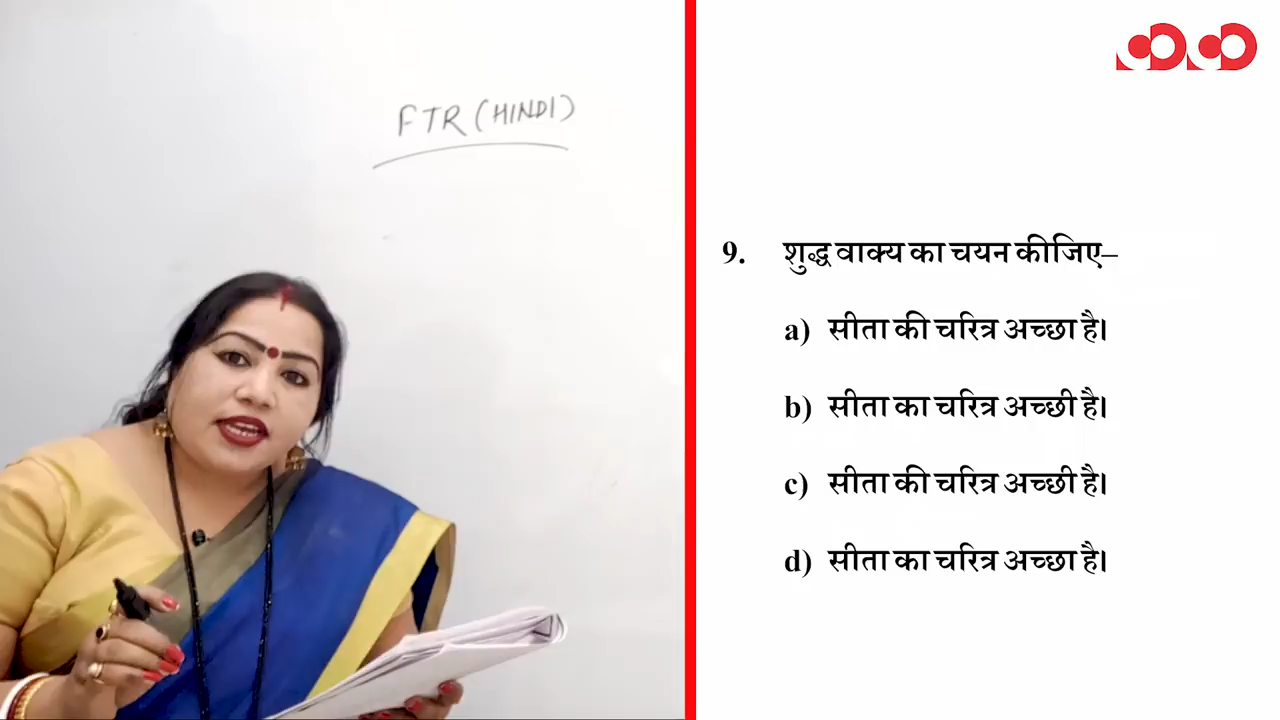 FTR (HINDI)
9. शुद्ध वाक्य का चयन कीजिए–
a) सीता की चरित्र अच्छा है।
b) सीता का चरित्र अच्छी है।
c) सीता की चरित्र अच्छी है।
d) सीता का चरित्र अच्छा है।